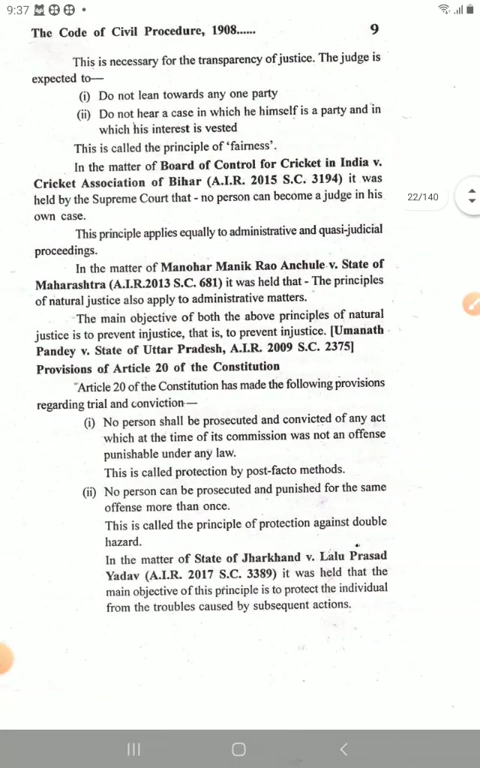 9:37
The Code of Civil Procedure, 1908...... 9
This is necessary for the transparency of justice. The judge is
expected to—
(i) Do not lean towards any one party
(ii) Do not hear a case in which he himself is a party and in
which his interest is vested
This is called the principle of ‘fairness’.
In the matter of Board of Control for Cricket in India v.
Cricket Association of Bihar (A.I.R. 2015 S.C. 3194) it was
held by the Supreme Court that - no person can become a judge in his
own case.
22/140
This principle applies equally to administrative and quasi-judicial
proceedings.
In the matter of Manohar Manik Rao Anchule v. State of
Maharashtra (A.I.R.2013 S.C. 681) it was held that - The principles
of natural justice also apply to administrative matters.
The main objective of both the above principles of natural
justice is to prevent injustice, that is, to prevent injustice. [Umanath
Pandey v. State of Uttar Pradesh, A.I.R. 2009 S.C. 2375]
Provisions of Article 20 of the Constitution
Article 20 of the Constitution has made the following provisions
regarding trial and conviction—
(i) No person shall be prosecuted and convicted of any act
which at the time of its commission was not an offense
punishable under any law.
This is called protection by post-facto methods.
(ii) No person can be prosecuted and punished for the same
offense more than once.
This is called the principle of protection against double
hazard.
In the matter of State of Jharkhand v. Lalu Prasad
Yadav (A.I.R. 2017 S.C. 3389) it was held that the
main objective of this principle is to protect the individual
from the troubles caused by subsequent actions.